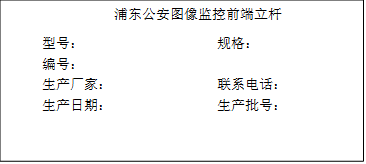 浦东公安图像监控前端立杆
型号： 规格：
编号：
生产厂家： 联系电话：
生产日期： 生产批号：